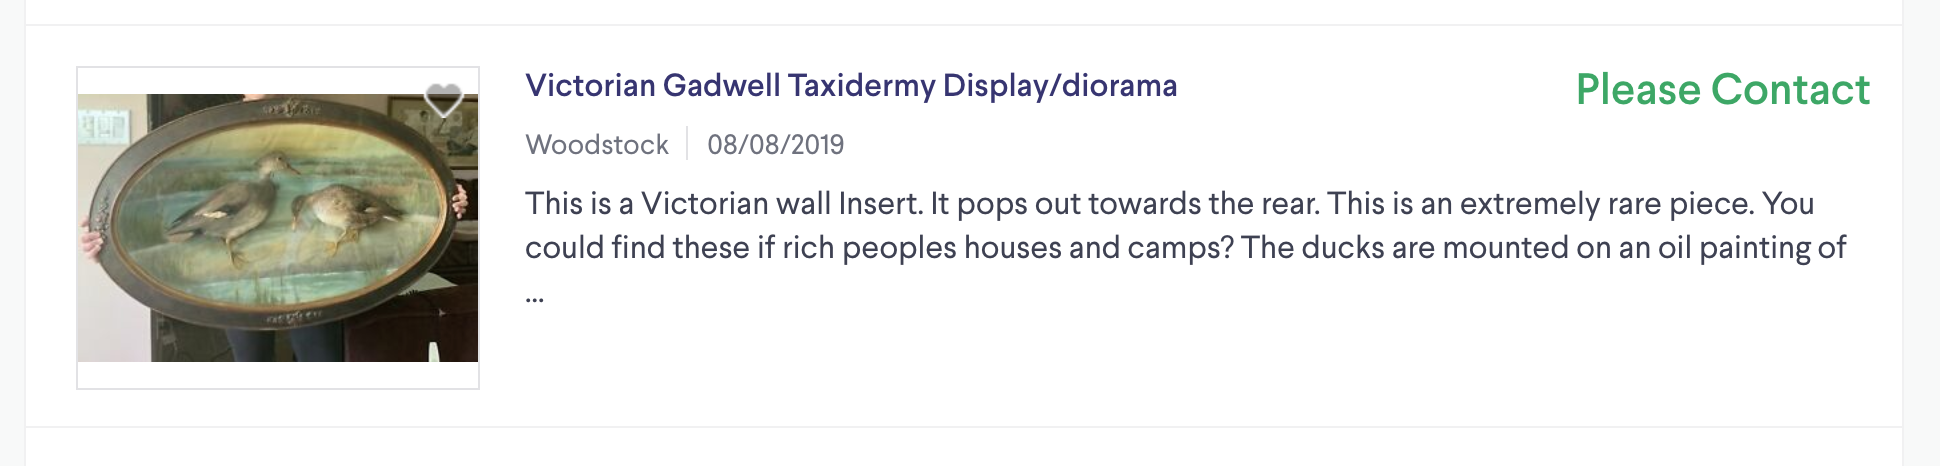 Victorian Gadwell Taxidermy Display/diorama
Please Contact
Woodstock
08/08/2019
This is a Victorian wall Insert. It pops out towards the rear. This is an extremely rare piece. You
could find these if rich peoples houses and camps? The ducks are mounted on an oil painting of
...